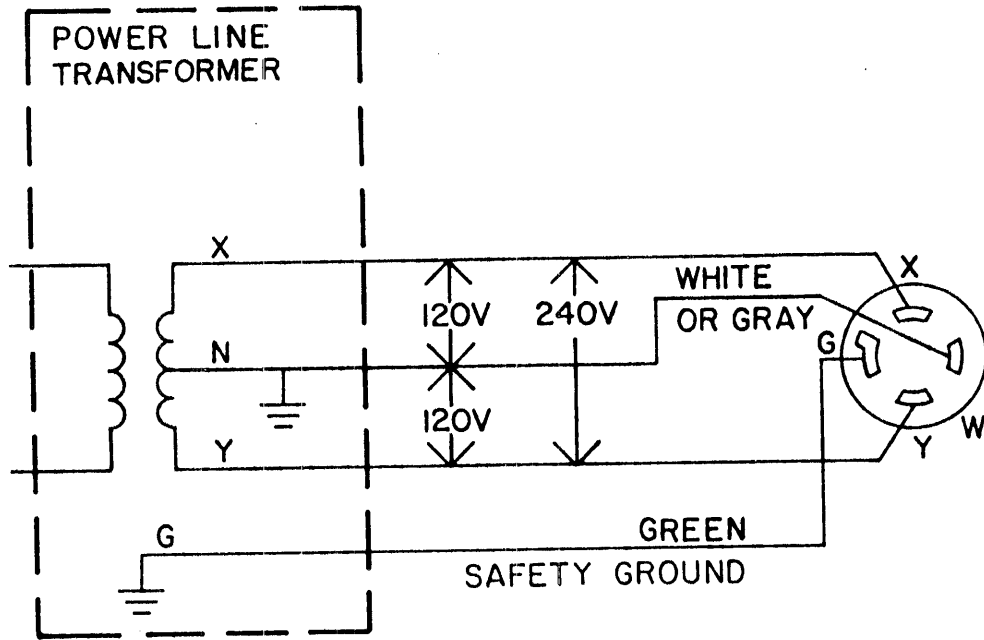 POWER LINE
TRANSFORMER
X
X
WHITE
120V
240V
OR GRAY
G
N
120V
W
Y
Y
G
GREEN
SAFETY GROUND